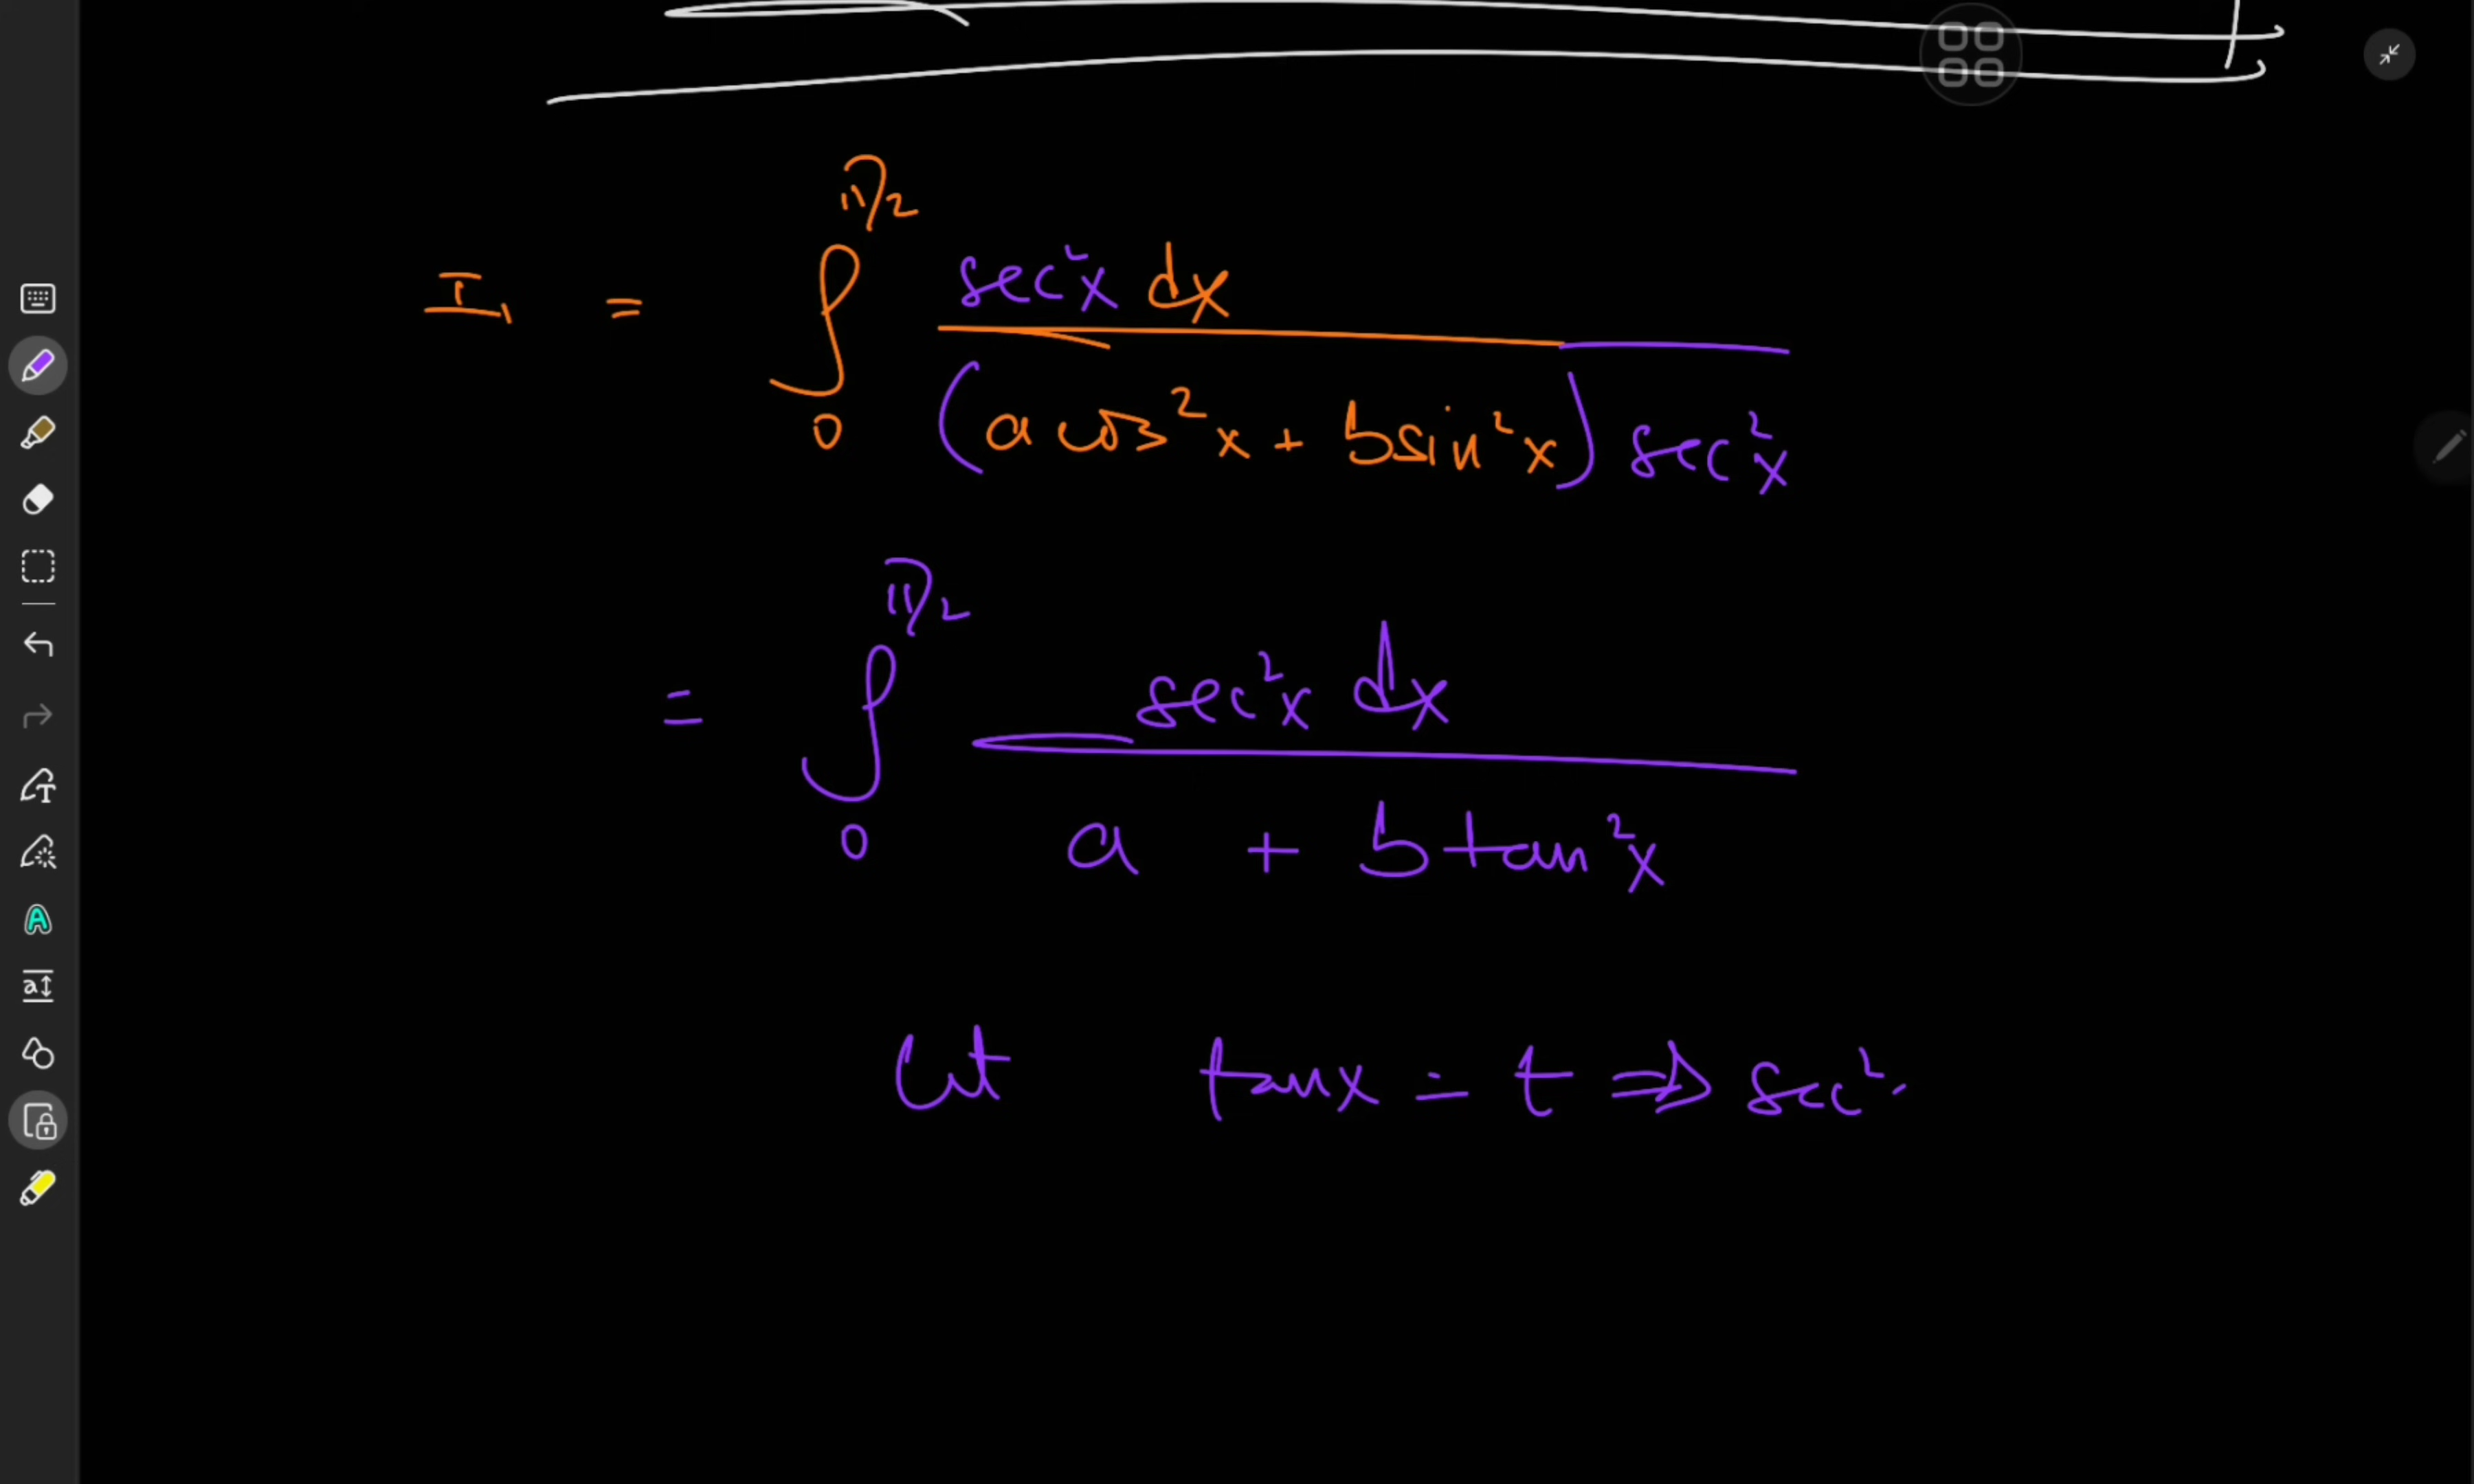 I₁ = ∫₀^{π/2} sec²x dx / (a cos²x + b sin²x) sec²x
= ∫₀^{π/2} sec²x dx / a + b tan²x
let tanx = t ⇒ sec²